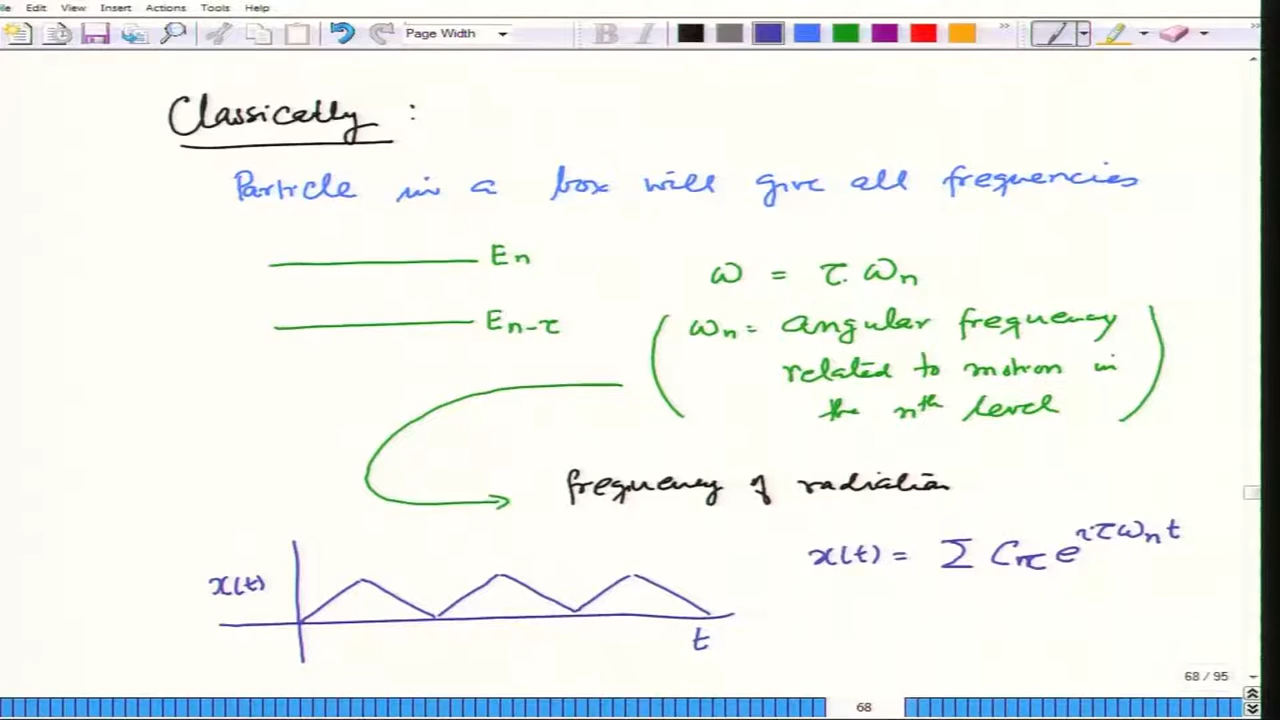 File Edit View Insert Actions Tools Help
Page Width
Classically :
Particle in a box will give all frequencies
En
ω = τ. ωn
En-τ
(ωn = angular frequency
related to motion in
the nth level)
frequency of radiation
x(t) = Σ Cnτ e^iτωnt
x(t)
t
68 / 95
68